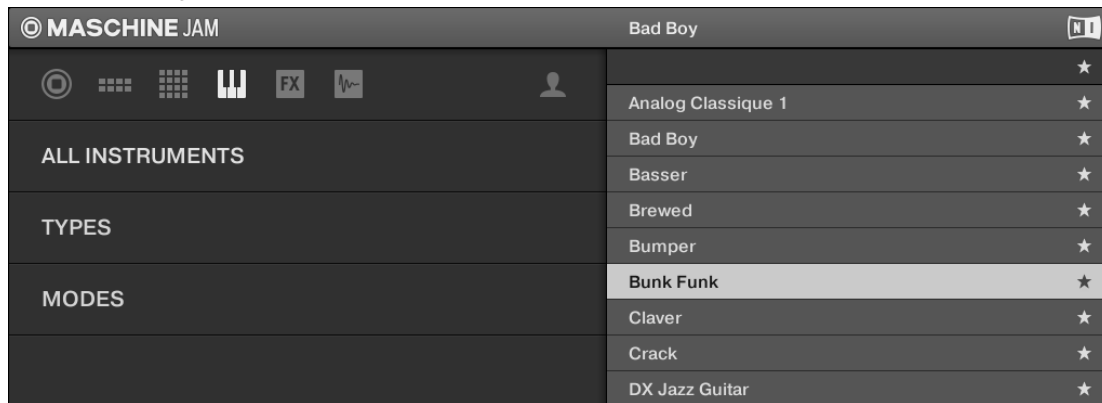 MASCHINE JAM
Bad Boy
NI
FX
ALL INSTRUMENTS
TYPES
MODES
Analog Classique 1
Bad Boy
Basser
Brewed
Bumper
Bunk Funk
Claver
Crack
DX Jazz Guitar